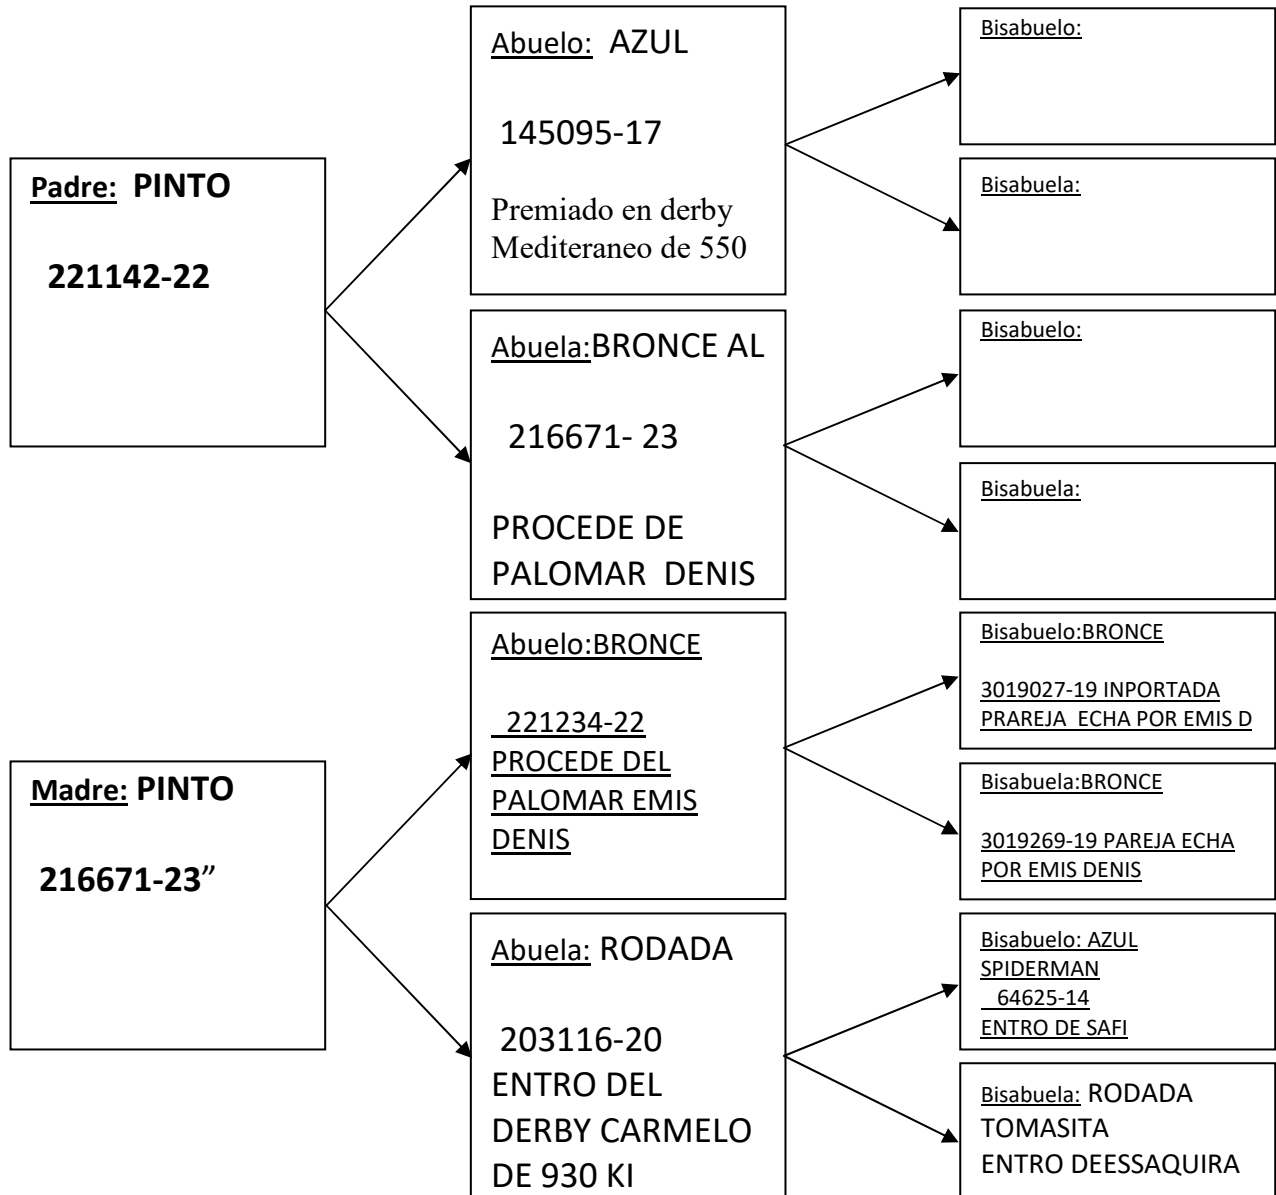 Padre: PINTO
221142-22
Abuelo: AZUL
145095-17
Premiado en derby
Mediteraneo de 550
Bisabuelo:
Bisabuela:
Abuela:BRONCE AL
216671- 23
PROCEDE DE
PALOMAR DENIS
Bisabuelo:
Bisabuela:
Madre: PINTO
216671-23”
Abuelo:BRONCE
221234-22
PROCEDE DEL
PALOMAR EMIS
DENIS
Bisabuelo:BRONCE
3019027-19 INPORTADA
PRAREJA ECHA POR EMIS D
Bisabuela:BRONCE
3019269-19 PAREJA ECHA
POR EMIS DENIS
Abuela: RODADA
203116-20
ENTRO DEL
DERBY CARMELO
DE 930 KI
Bisabuelo: AZUL
SPIDERMAN
64625-14
ENTRO DE SAFI
Bisabuela: RODADA
TOMASITA
ENTRO DEESSAQUIRA